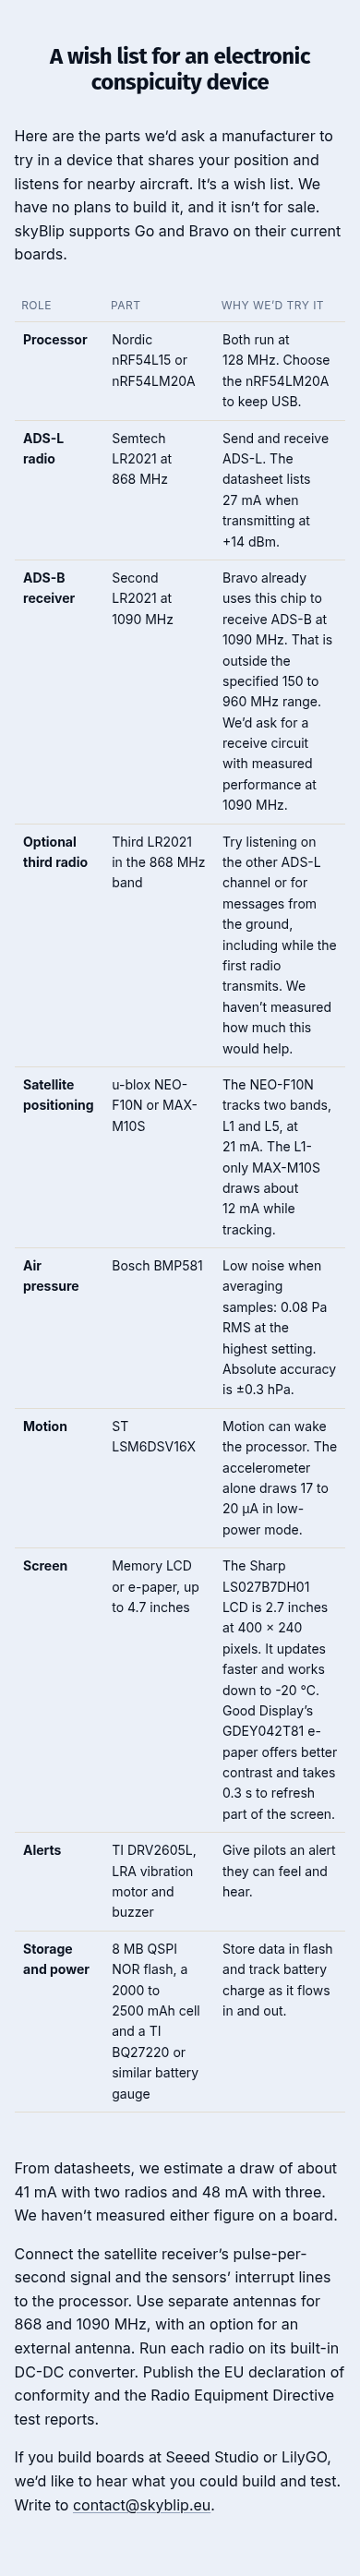 A wish list for an electronic
conspicuity device
Here are the parts we’d ask a manufacturer to
try in a device that shares your position and
listens for nearby aircraft. It’s a wish list. We
have no plans to build it, and it isn’t for sale.
skyBlip supports Go and Bravo on their current
boards.
ROLE PART WHY WE’D TRY IT
Processor Nordic Both run at
nRF54L15 or 128 MHz. Choose
nRF54LM20A the nRF54LM20A
to keep USB.
ADS-L Semtech Send and receive
radio LR2021 at ADS-L. The
868 MHz datasheet lists
27 mA when
transmitting at
+14 dBm.
ADS-B Second Bravo already
receiver LR2021 at uses this chip to
1090 MHz receive ADS-B at
1090 MHz. That is
outside the
specified 150 to
960 MHz range.
We’d ask for a
receive circuit
with measured
performance at
1090 MHz.
Optional Third LR2021 Try listening on
third radio in the 868 MHz the other ADS-L
band channel or for
messages from
the ground,
including while the
first radio
transmits. We
haven’t measured
how much this
would help.
Satellite u-blox NEO- The NEO-F10N
positioning F10N or MAX- tracks two bands,
M10S L1 and L5, at
21 mA. The L1-
only MAX-M10S
draws about
12 mA while
tracking.
Air Bosch BMP581 Low noise when
pressure averaging
samples: 0.08 Pa
RMS at the
highest setting.
Absolute accuracy
is ±0.3 hPa.
Motion ST Motion can wake
LSM6DSV16X the processor. The
accelerometer
alone draws 17 to
20 µA in low-
power mode.
Screen Memory LCD The Sharp
or e-paper, up LS027B7DH01
to 4.7 inches LCD is 2.7 inches
at 400 × 240
pixels. It updates
faster and works
down to -20 °C.
Good Display’s
GDEY042T81 e-
paper offers better
contrast and takes
0.3 s to refresh
part of the screen.
Alerts TI DRV2605L, Give pilots an alert
LRA vibration they can feel and
motor and hear.
buzzer
Storage 8 MB QSPI Store data in flash
and power NOR flash, a and track battery
2000 to charge as it flows
2500 mAh cell in and out.
and a TI
BQ27220 or
similar battery
gauge
From datasheets, we estimate a draw of about
41 mA with two radios and 48 mA with three.
We haven’t measured either figure on a board.
Connect the satellite receiver’s pulse-per-
second signal and the sensors’ interrupt lines
to the processor. Use separate antennas for
868 and 1090 MHz, with an option for an
external antenna. Run each radio on its built-in
DC-DC converter. Publish the EU declaration of
conformity and the Radio Equipment Directive
test reports.
If you build boards at Seeed Studio or LilyGO,
we’d like to hear what you could build and test.
Write to contact@skyblip.eu.